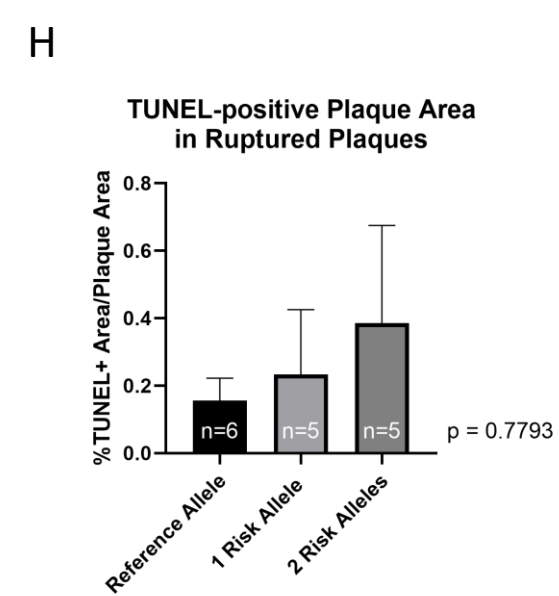 H
TUNEL-positive Plaque Area
in Ruptured Plaques
%TUNEL+ Area/Plaque Area
0.8
0.6
0.4
0.2
0.0
n=6
n=5
n=5
p = 0.7793
Reference Allele
1 Risk Allele
2 Risk Alleles